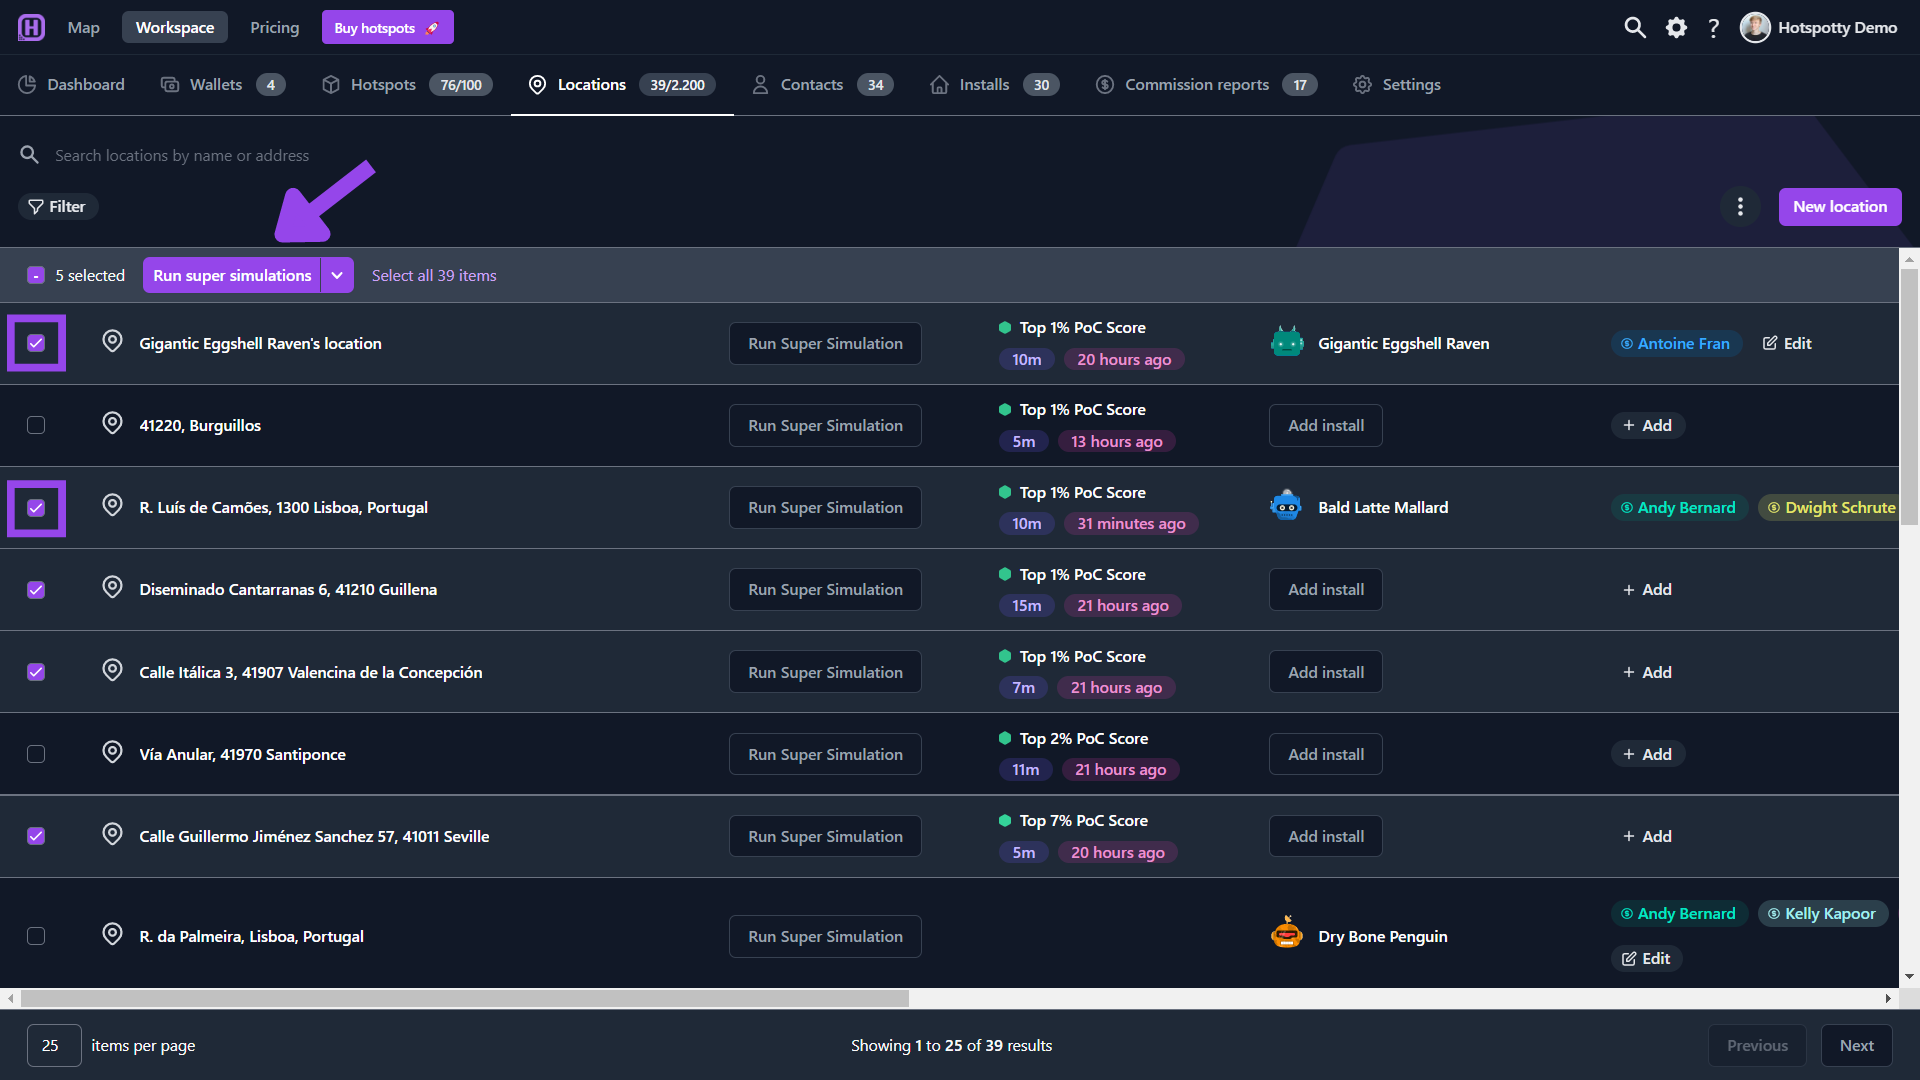 H Map Workspace Pricing Buy hotspots ? Hotspotty Demo
Dashboard Wallets 4 Hotspots 76/100 Locations 39/2.200 Contacts 34 Installs 30 Commission reports 17 Settings
Search locations by name or address
Filter New location
5 selected Run super simulations Select all 39 items
Gigantic Eggshell Raven's location Run Super Simulation Top 1% PoC Score Gigantic Eggshell Raven Antoine Fran Edit
10m 20 hours ago
41220, Burguillos Run Super Simulation Top 1% PoC Score Add install + Add
5m 13 hours ago
R. Luís de Camões, 1300 Lisboa, Portugal Run Super Simulation Top 1% PoC Score Bald Latte Mallard Andy Bernard Dwight Schrute
10m 31 minutes ago
Diseminado Cantarranas 6, 41210 Guillena Run Super Simulation Top 1% PoC Score Add install + Add
15m 21 hours ago
Calle Itálica 3, 41907 Valencina de la Concepción Run Super Simulation Top 1% PoC Score Add install + Add
7m 21 hours ago
Vía Anular, 41970 Santiponce Run Super Simulation Top 2% PoC Score Add install + Add
11m 21 hours ago
Calle Guillermo Jiménez Sanchez 57, 41011 Seville Run Super Simulation Top 7% PoC Score Add install + Add
5m 20 hours ago
R. da Palmeira, Lisboa, Portugal Run Super Simulation Dry Bone Penguin Andy Bernard Kelly Kapoor
Edit
25 items per page Showing 1 to 25 of 39 results Previous Next